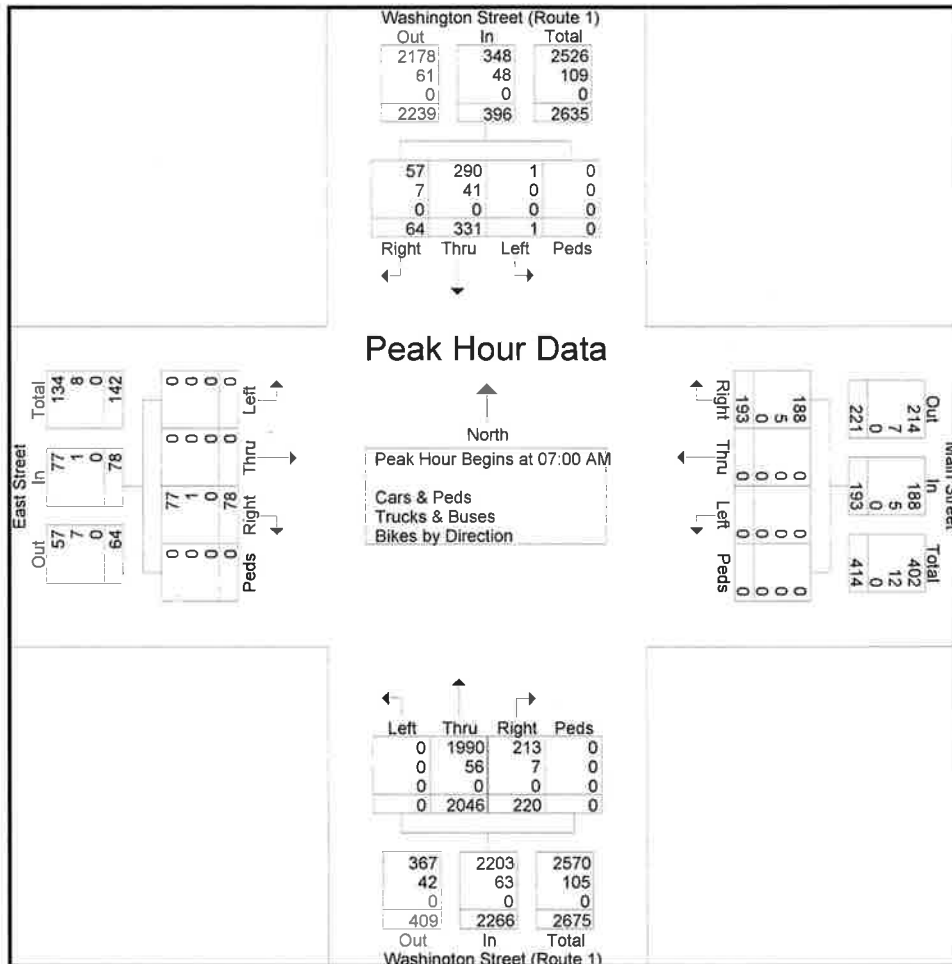 Washington Street (Route 1)
Out In Total
2178 348 2526
61 48 109
0 0 0
2239 396 2635
57 290 1 0
7 41 0 0
0 0 0 0
64 331 1 0
Right Thru Left Peds
Peak Hour Data
North
Peak Hour Begins at 07:00 AM
Cars & Peds
Trucks & Buses
Bikes by Direction
East Street
Out In Total
57 77 134
7 1 8
0 0 0
64 78 142
0 77 0 0
0 1 0 0
0 0 0 0
0 78 0 0
Peds Right Thru Left
Main Street
Out In Total
214 188 402
7 5 12
0 0 0
221 193 414
188 0 0 0
5 0 0 0
0 0 0 0
193 0 0 0
Right Thru Left Peds
Left Thru Right Peds
0 1990 213 0
0 56 7 0
0 0 0 0
0 2046 220 0
367 2203 2570
42 63 105
0 0 0
409 2266 2675
Out In Total
Washington Street (Route 1)